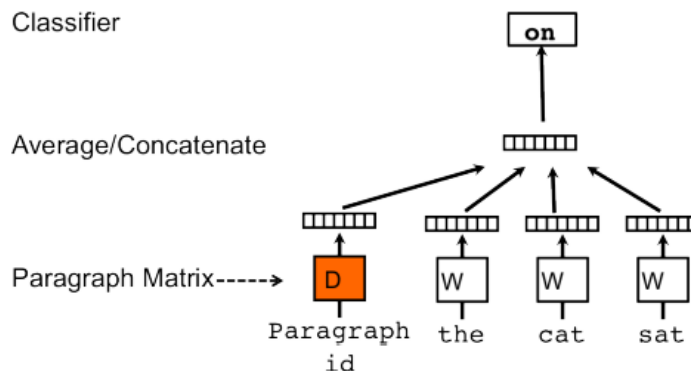 Classifier
on
Average/Concatenate
Paragraph Matrix
D
W
W
W
Paragraph
id
the
cat
sat